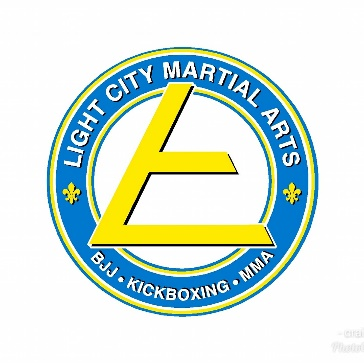 LIGHT CITY MARTIAL ARTS
BJJ • KICKBOXING • MMA